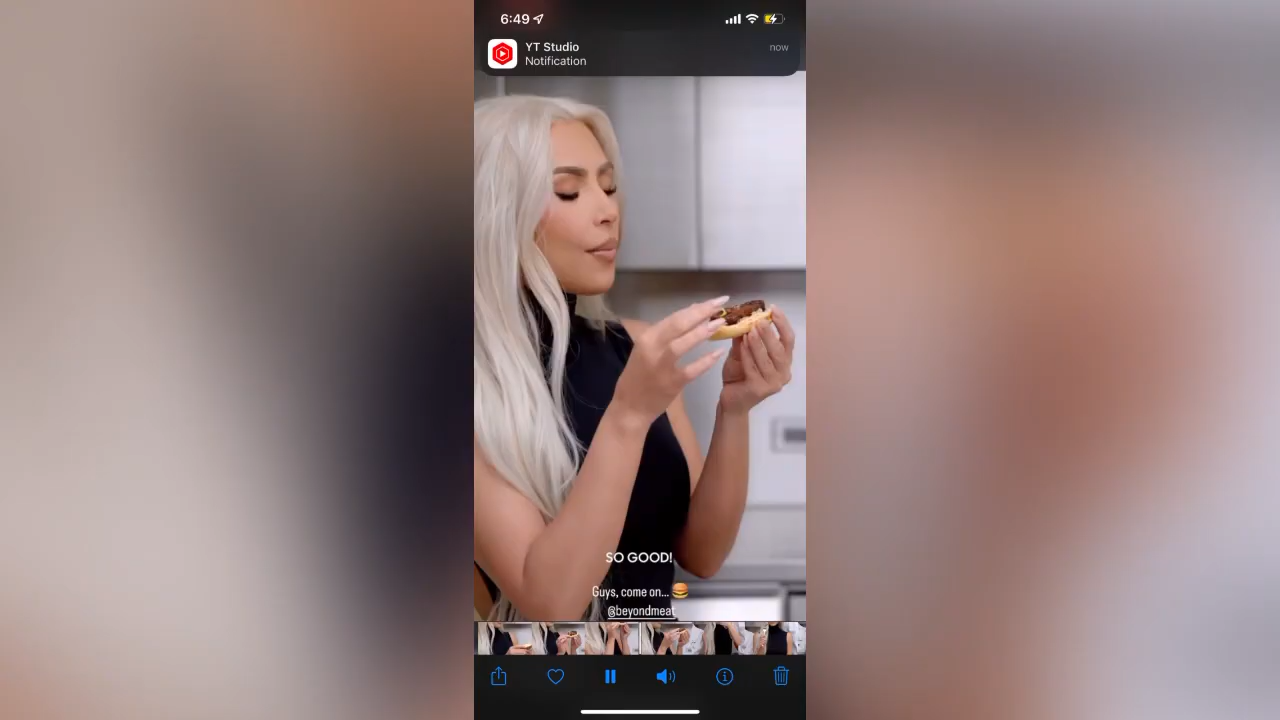 6:49
YT Studio
now
Notification
SO GOOD!
Guys, come on... 🍔
@beyondmeat